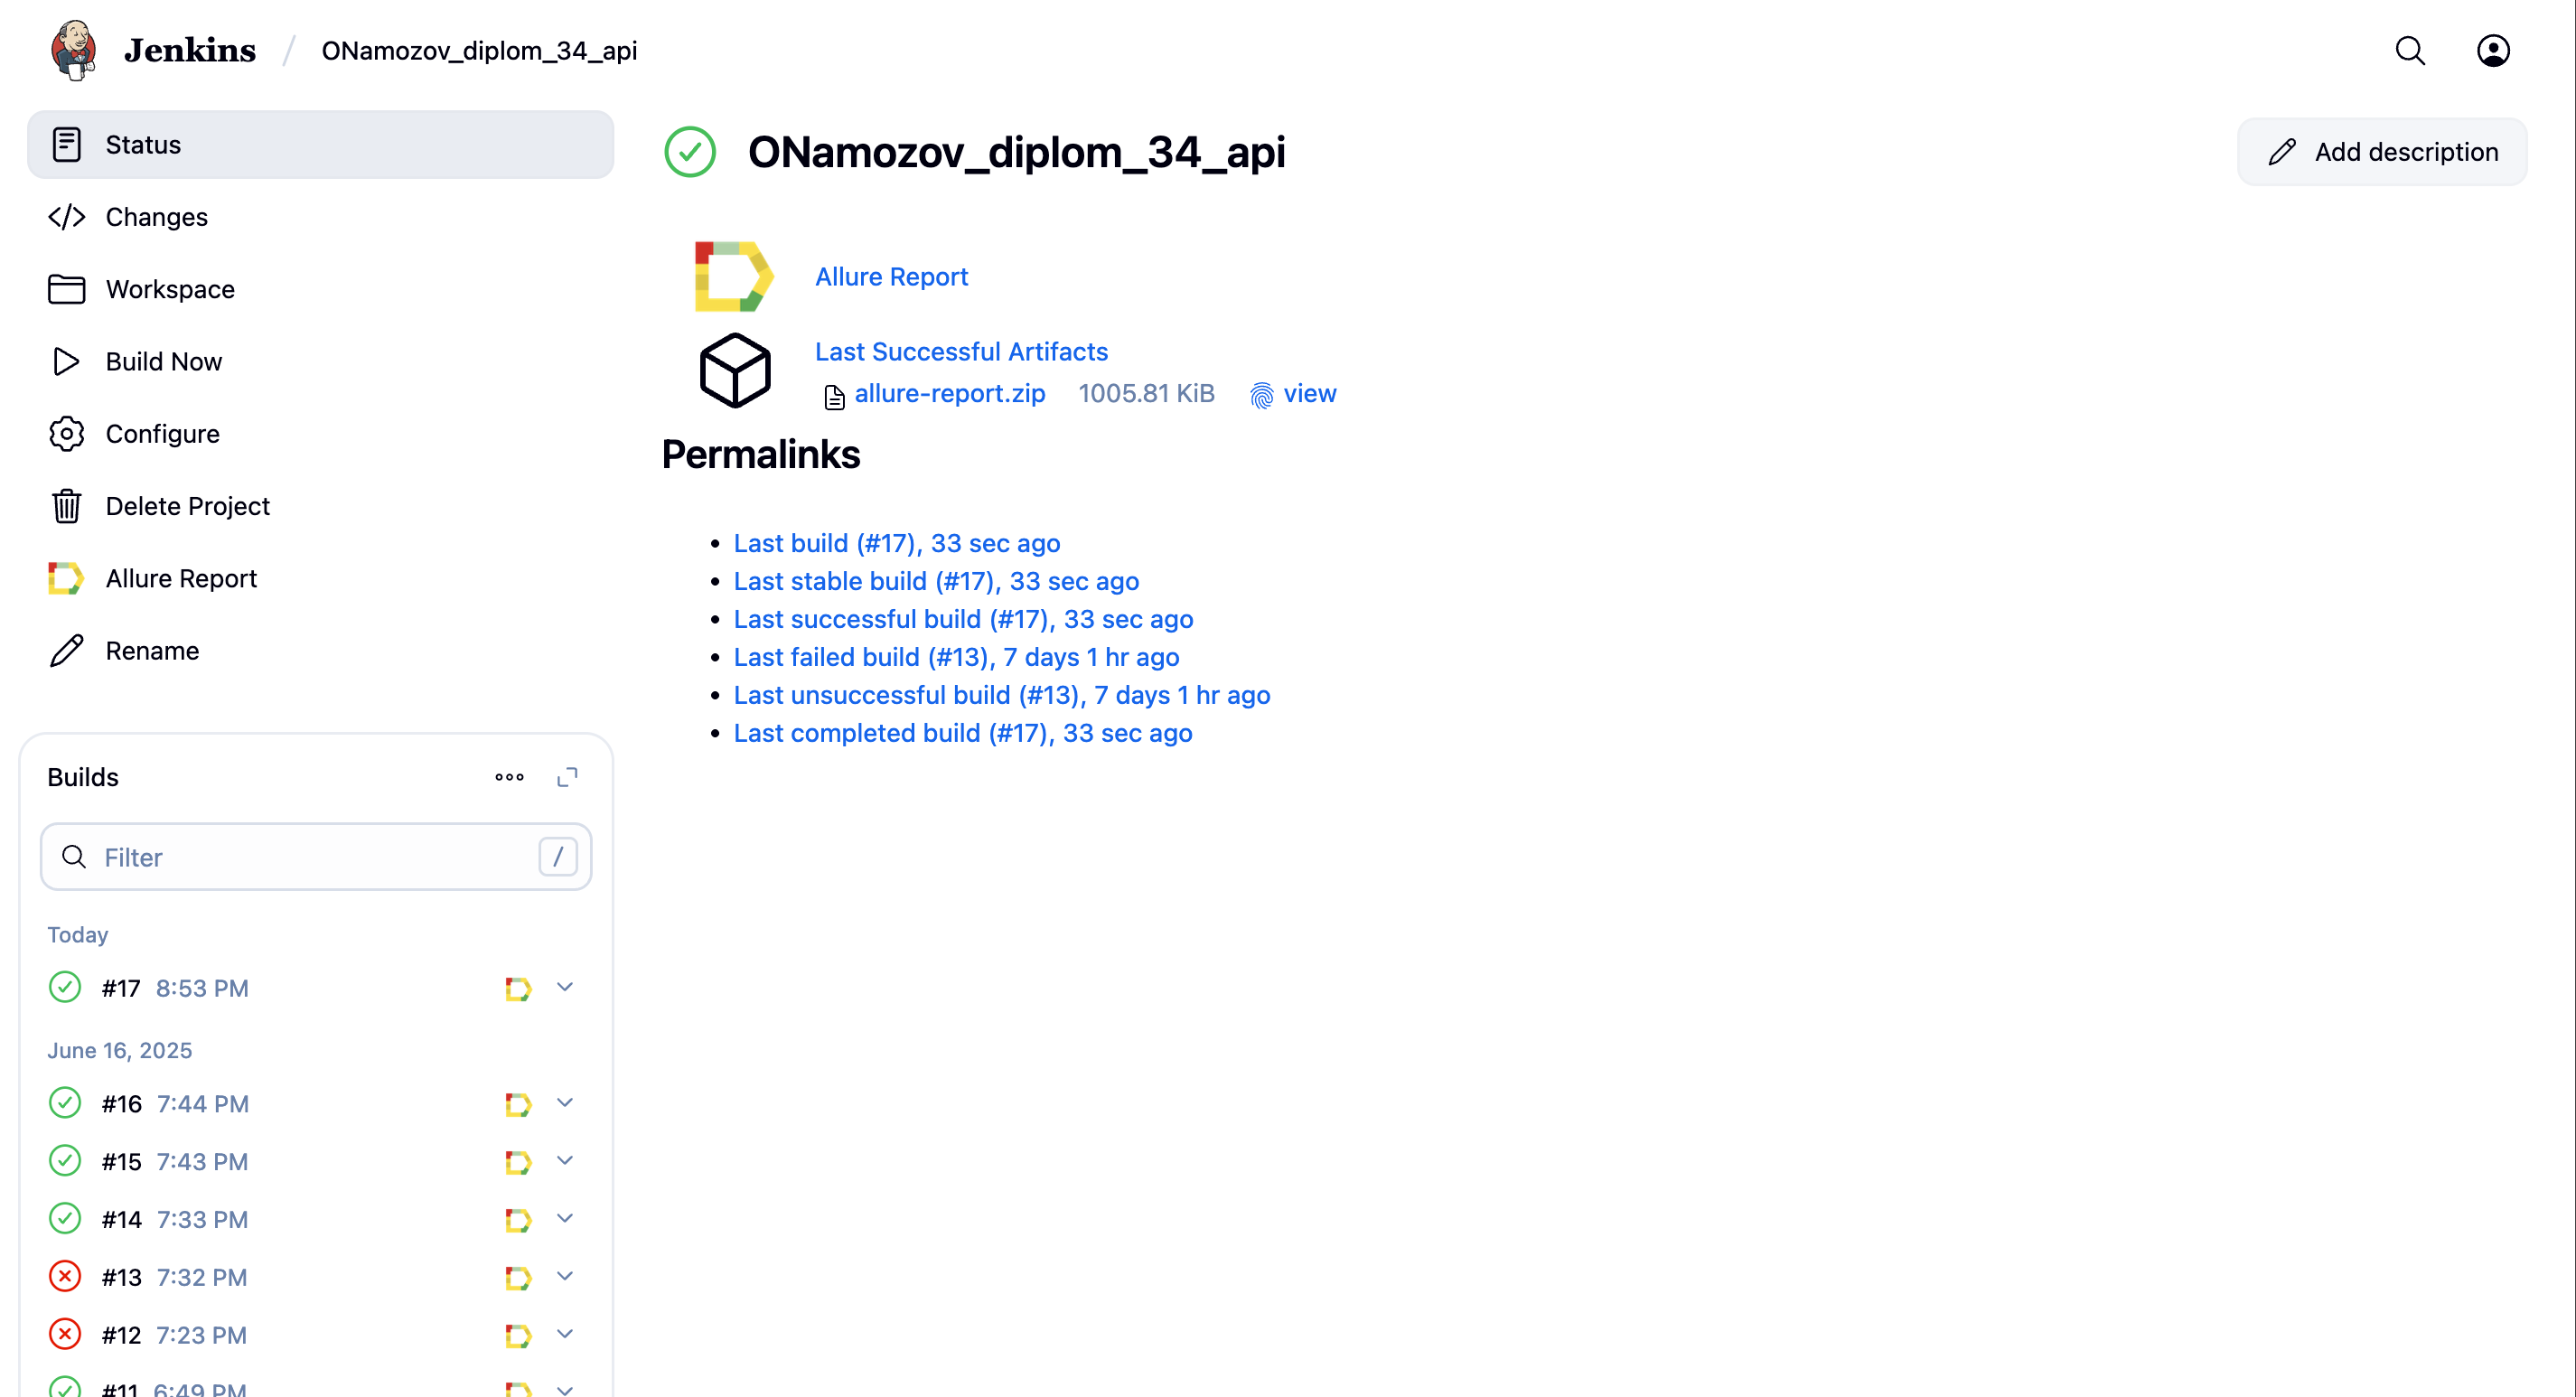 Jenkins / ONamozov_diplom_34_api
Status
Changes
Workspace
Build Now
Configure
Delete Project
Allure Report
Rename
Builds
Filter /
Today
#17 8:53 PM
June 16, 2025
#16 7:44 PM
#15 7:43 PM
#14 7:33 PM
#13 7:32 PM
#12 7:23 PM
#11 6:49 PM
ONamozov_diplom_34_api
Add description
Allure Report
Last Successful Artifacts
allure-report.zip 1005.81 KiB view
Permalinks
Last build (#17), 33 sec ago
Last stable build (#17), 33 sec ago
Last successful build (#17), 33 sec ago
Last failed build (#13), 7 days 1 hr ago
Last unsuccessful build (#13), 7 days 1 hr ago
Last completed build (#17), 33 sec ago